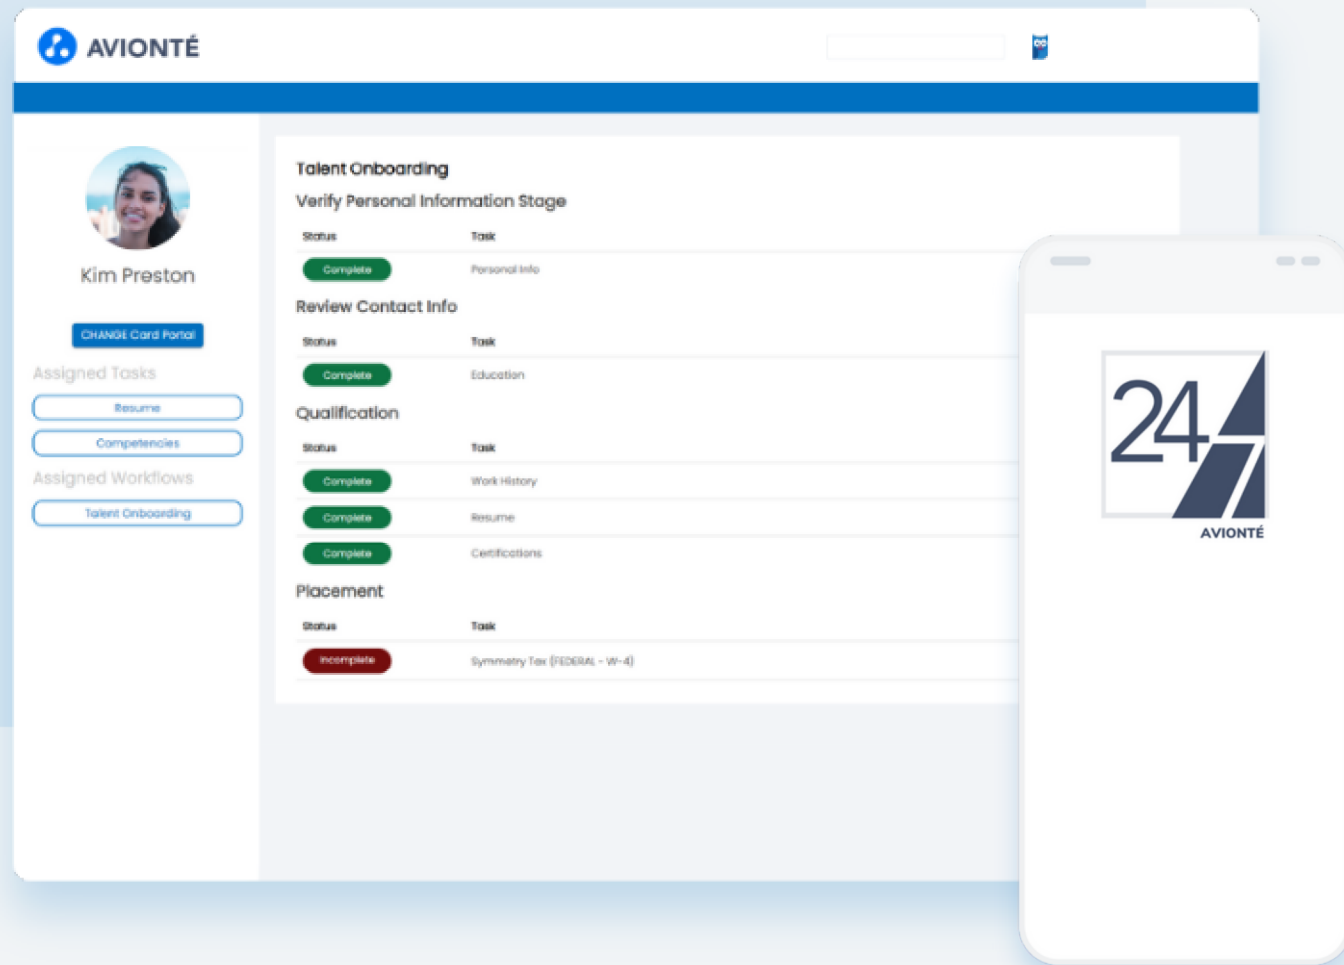 AVIONTÉ
Kim Preston
CHANGE Card Portal
Assigned Tasks
Resume
Competencies
Assigned Workflows
Talent Onboarding
Talent Onboarding
Verify Personal Information Stage
Status Task
Complete Personal Info
Review Contact Info
Status Task
Complete Education
Qualification
Status Task
Complete Work History
Complete Resume
Complete Certifications
Placement
Status Task
Incomplete Symmetry Tax (FEDERAL - W-4)
24
7
AVIONTÉ